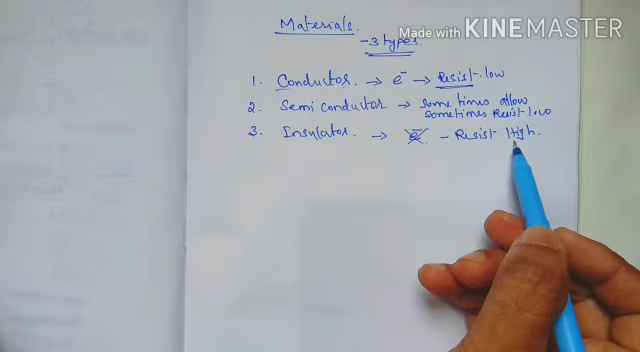 Materials.
Made with KINEMASTER
- 3 types.
1. Conductor. → e⁻ → Resist - low
2. Semi conductor → Some times allow
sometimes Resist - low
3. Insulator. → e⁻ - Resist - High.